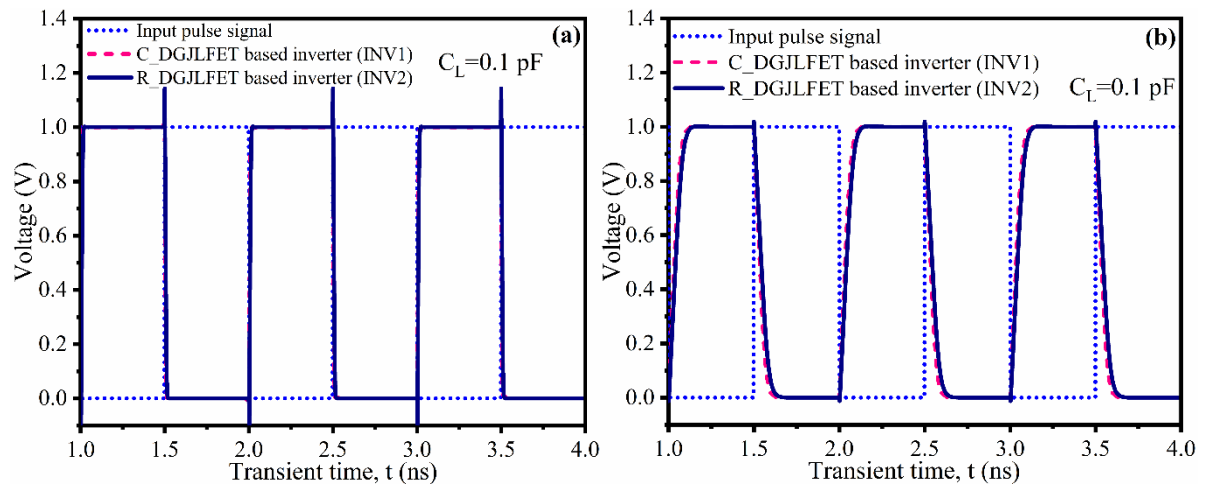 (a)
Input pulse signal
C_DGJLFET based inverter (INV1)
R_DGJLFET based inverter (INV2)
C_L=0.1 pF
1.4
1.2
1.0
0.8
0.6
0.4
0.2
0.0
Voltage (V)
1.0 1.5 2.0 2.5 3.0 3.5 4.0
Transient time, t (ns)
(b)
Input pulse signal
C_DGJLFET based inverter (INV1)
R_DGJLFET based inverter (INV2)
C_L=0.1 pF
1.4
1.2
1.0
0.8
0.6
0.4
0.2
0.0
Voltage (V)
1.0 1.5 2.0 2.5 3.0 3.5 4.0
Transient time, t (ns)